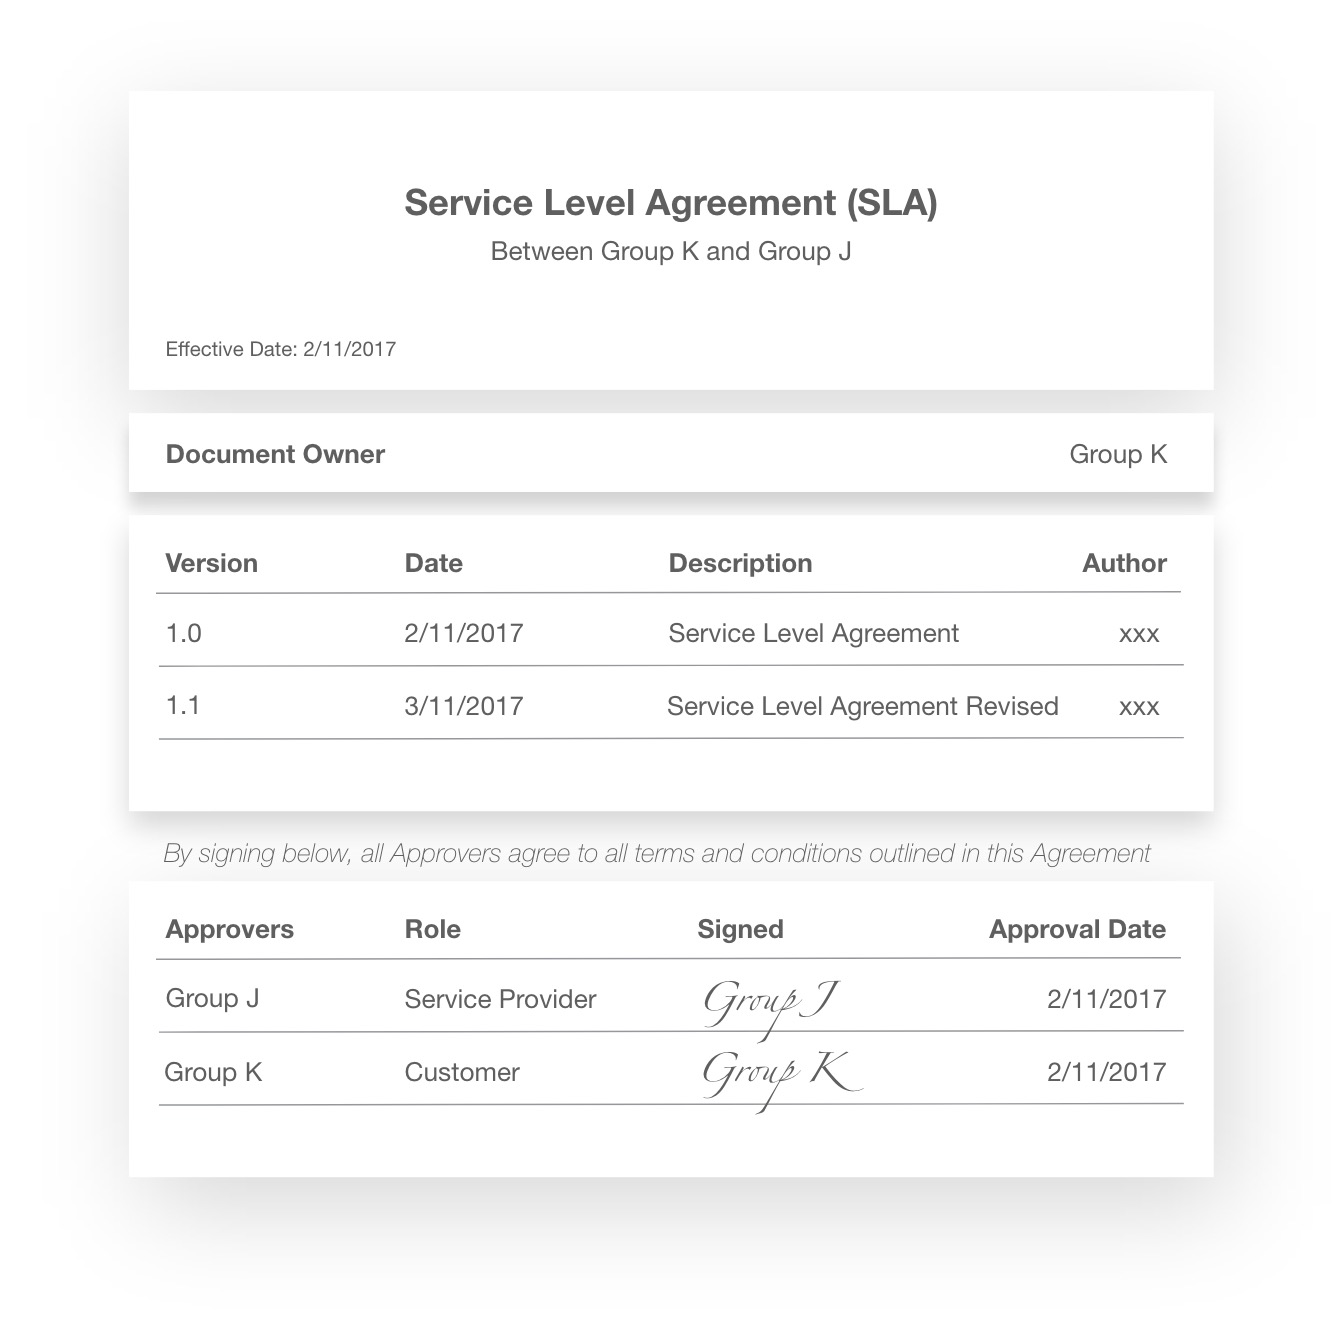 Service Level Agreement (SLA)
Between Group K and Group J
Effective Date: 2/11/2017
Document Owner Group K
Version Date Description Author
1.0 2/11/2017 Service Level Agreement xxx
1.1 3/11/2017 Service Level Agreement Revised xxx
By signing below, all Approvers agree to all terms and conditions outlined in this Agreement
Approvers Role Signed Approval Date
Group J Service Provider Group J 2/11/2017
Group K Customer Group K 2/11/2017